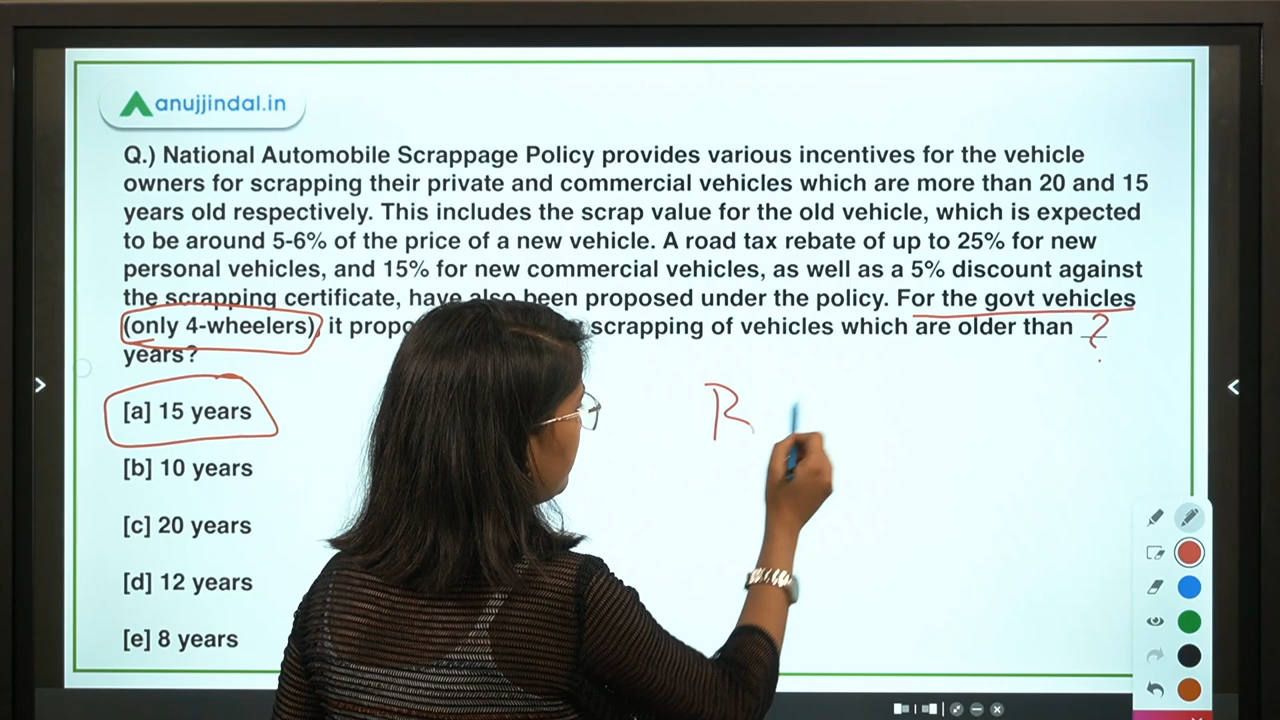 anujjindal.in
Q.) National Automobile Scrappage Policy provides various incentives for the vehicle
owners for scrapping their private and commercial vehicles which are more than 20 and 15
years old respectively. This includes the scrap value for the old vehicle, which is expected
to be around 5-6% of the price of a new vehicle. A road tax rebate of up to 25% for new
personal vehicles, and 15% for new commercial vehicles, as well as a 5% discount against
the scrapping certificate, have also been proposed under the policy. For the govt vehicles
(only 4-wheelers), it scrapping of vehicles which are older than ?
years?
[a] 15 years
R
[b] 10 years
[c] 20 years
[d] 12 years
[e] 8 years